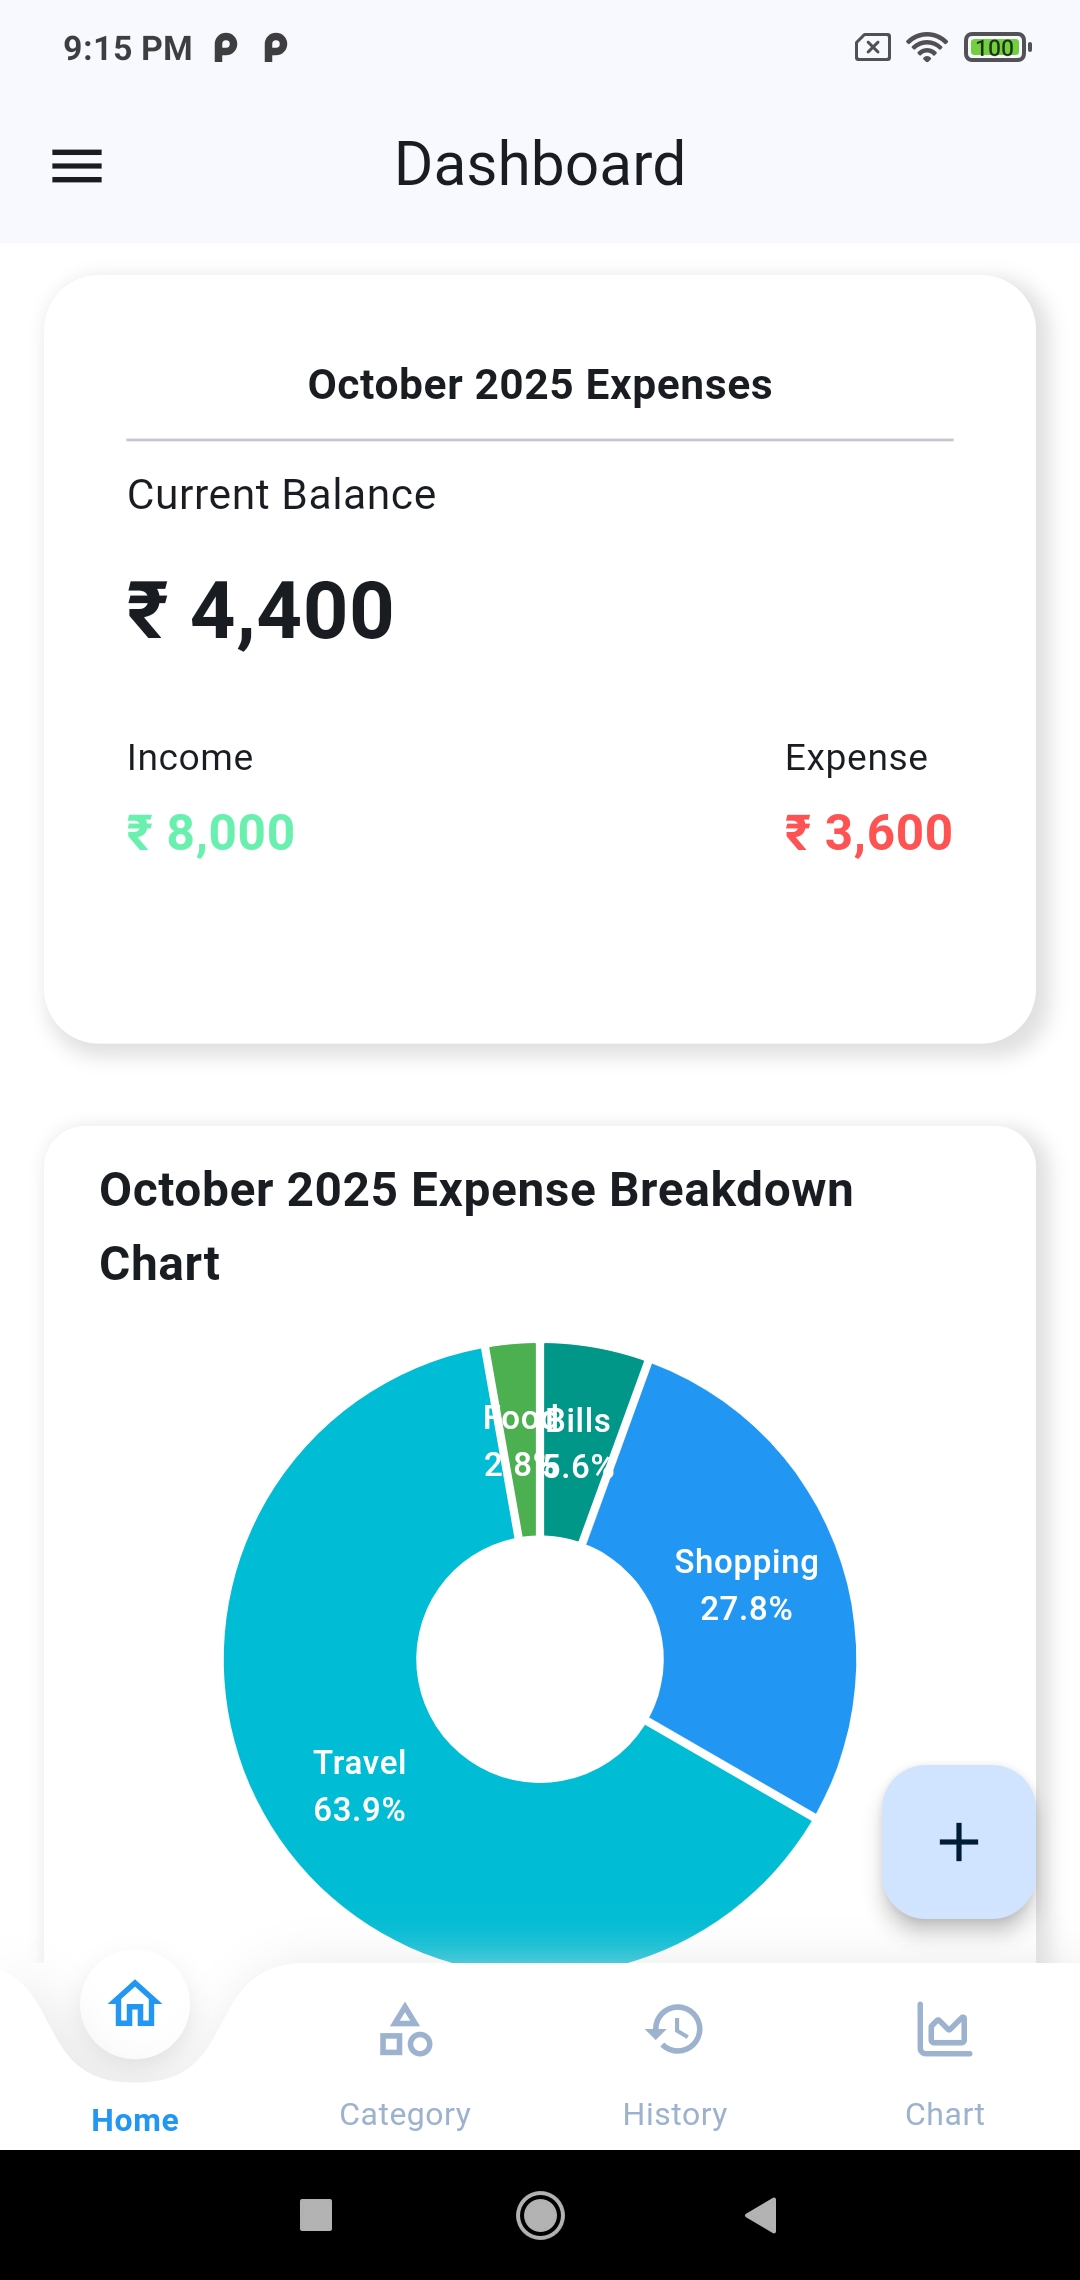 9:15 PM
100
Dashboard
October 2025 Expenses
Current Balance
₹ 4,400
Income
Expense
₹ 8,000
₹ 3,600
October 2025 Expense Breakdown
Chart
Food
2.8%
Bills
5.6%
Shopping
27.8%
Travel
63.9%
+
Home
Category
History
Chart